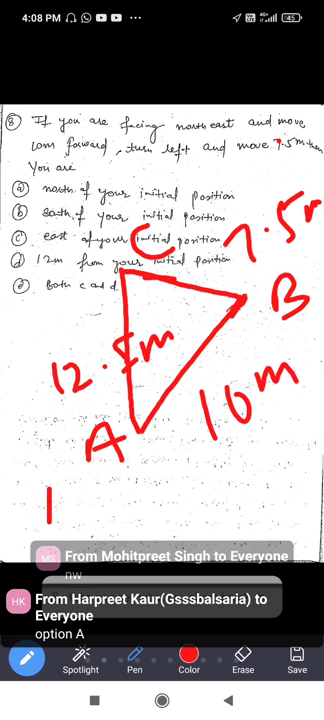 4:08 PM
45
⑧ If you are facing north east and move
10m forward, turn left and move 7.5m then
You are
ⓐ north of your initial position
ⓑ south of your initial position
ⓒ east of your initial position
ⓓ 12m from your initial position
ⓔ Both c and d
C
7.5
B
12.5m
10m
A
MS From Mohitpreet Singh to Everyone
nw
HK From Harpreet Kaur(Gsssbalsaria) to
Everyone
option A
Spotlight Pen Color Erase Save